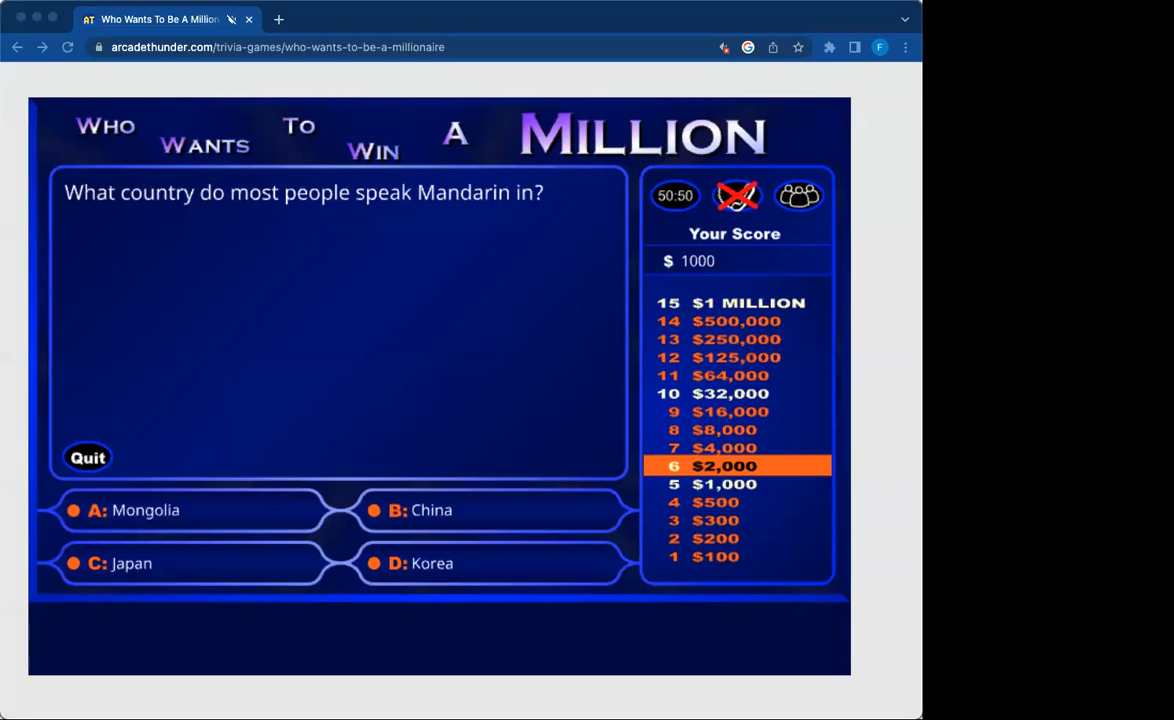 Who Wants To Be A Million
arcadethunder.com/trivia-games/who-wants-to-be-a-millionaire
F
WHO WANTS TO WIN A MILLION
What country do most people speak Mandarin in?
Quit
A: Mongolia
B: China
C: Japan
D: Korea
50:50
Your Score
$ 1000
15 $1 MILLION
14 $500,000
13 $250,000
12 $125,000
11 $64,000
10 $32,000
9 $16,000
8 $8,000
7 $4,000
6 $2,000
5 $1,000
4 $500
3 $300
2 $200
1 $100